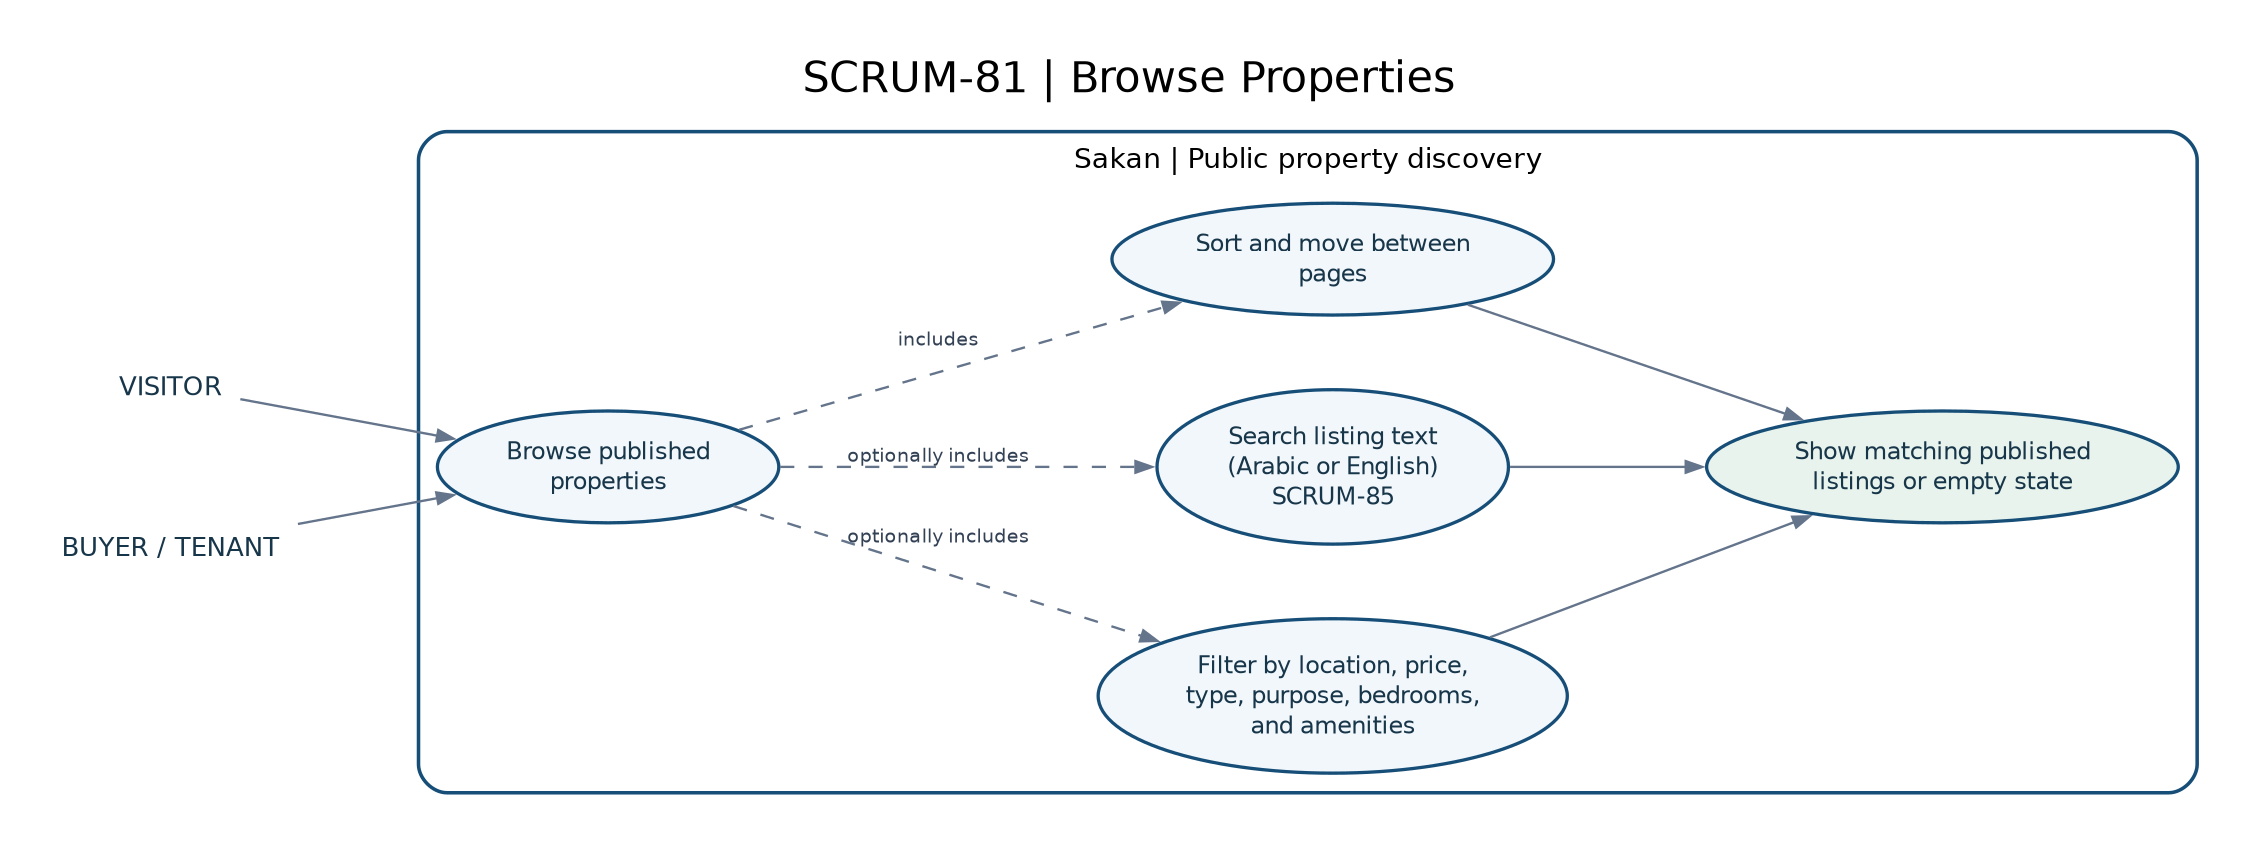 SCRUM-81 | Browse Properties
Sakan | Public property discovery
Sort and move between
pages
includes
VISITOR
Browse published
properties
BUYER / TENANT
optionally includes
Search listing text
(Arabic or English)
SCRUM-85
Show matching published
listings or empty state
optionally includes
Filter by location, price,
type, purpose, bedrooms,
and amenities